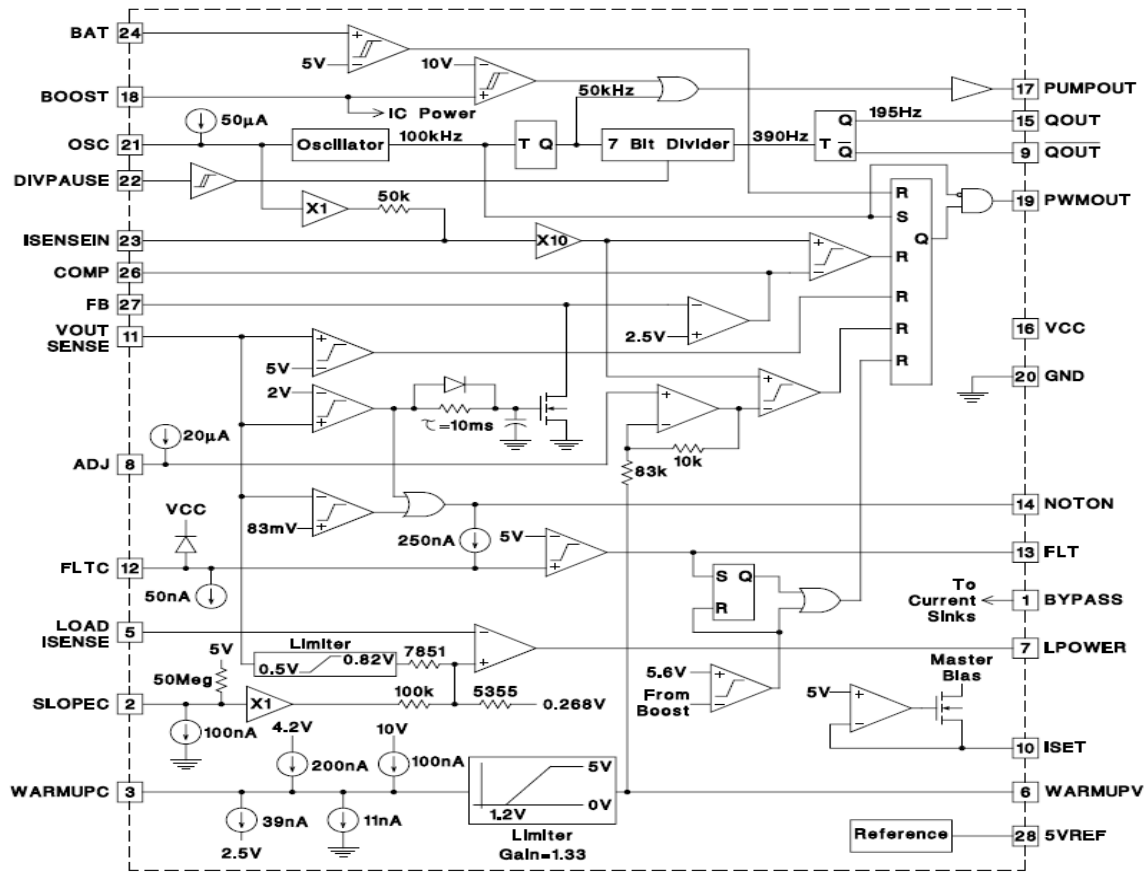 BAT 24
5V
10V
BOOST 18
IC Power
50kHz
17 PUMPOUT
50μA
OSC 21
Oscillator
100kHz
T Q
7 Bit Divider
390Hz
T Q Q
195Hz
15 QOUT
9 QOUT
DIVPAUSE 22
X1
50k
R
S
Q
R
R
R
R
19 PWMOUT
ISENSEIN 23
X10
COMP 26
FB 27
2.5V
VOUT SENSE 11
5V
2V
16 VCC
20 GND
τ=10ms
20μA
ADJ 8
10k
83k
83mV
14 NOTON
VCC
250nA
5V
FLTC 12
13 FLT
50nA
S Q
R
To Current Sinks
1 BYPASS
LOAD ISENSE 5
Limiter
0.5V 0.82V
7851
7 LPOWER
5V
50Meg
SLOPEC 2
X1
100k
5355
0.268V
100nA
5.6V
From Boost
Master Bias
5V
10 ISET
4.2V
200nA
10V
100nA
WARMUPC 3
5V
0V
1.2V
Limiter
Gain=1.33
6 WARMUPV
39nA
2.5V
11nA
Reference
28 5VREF